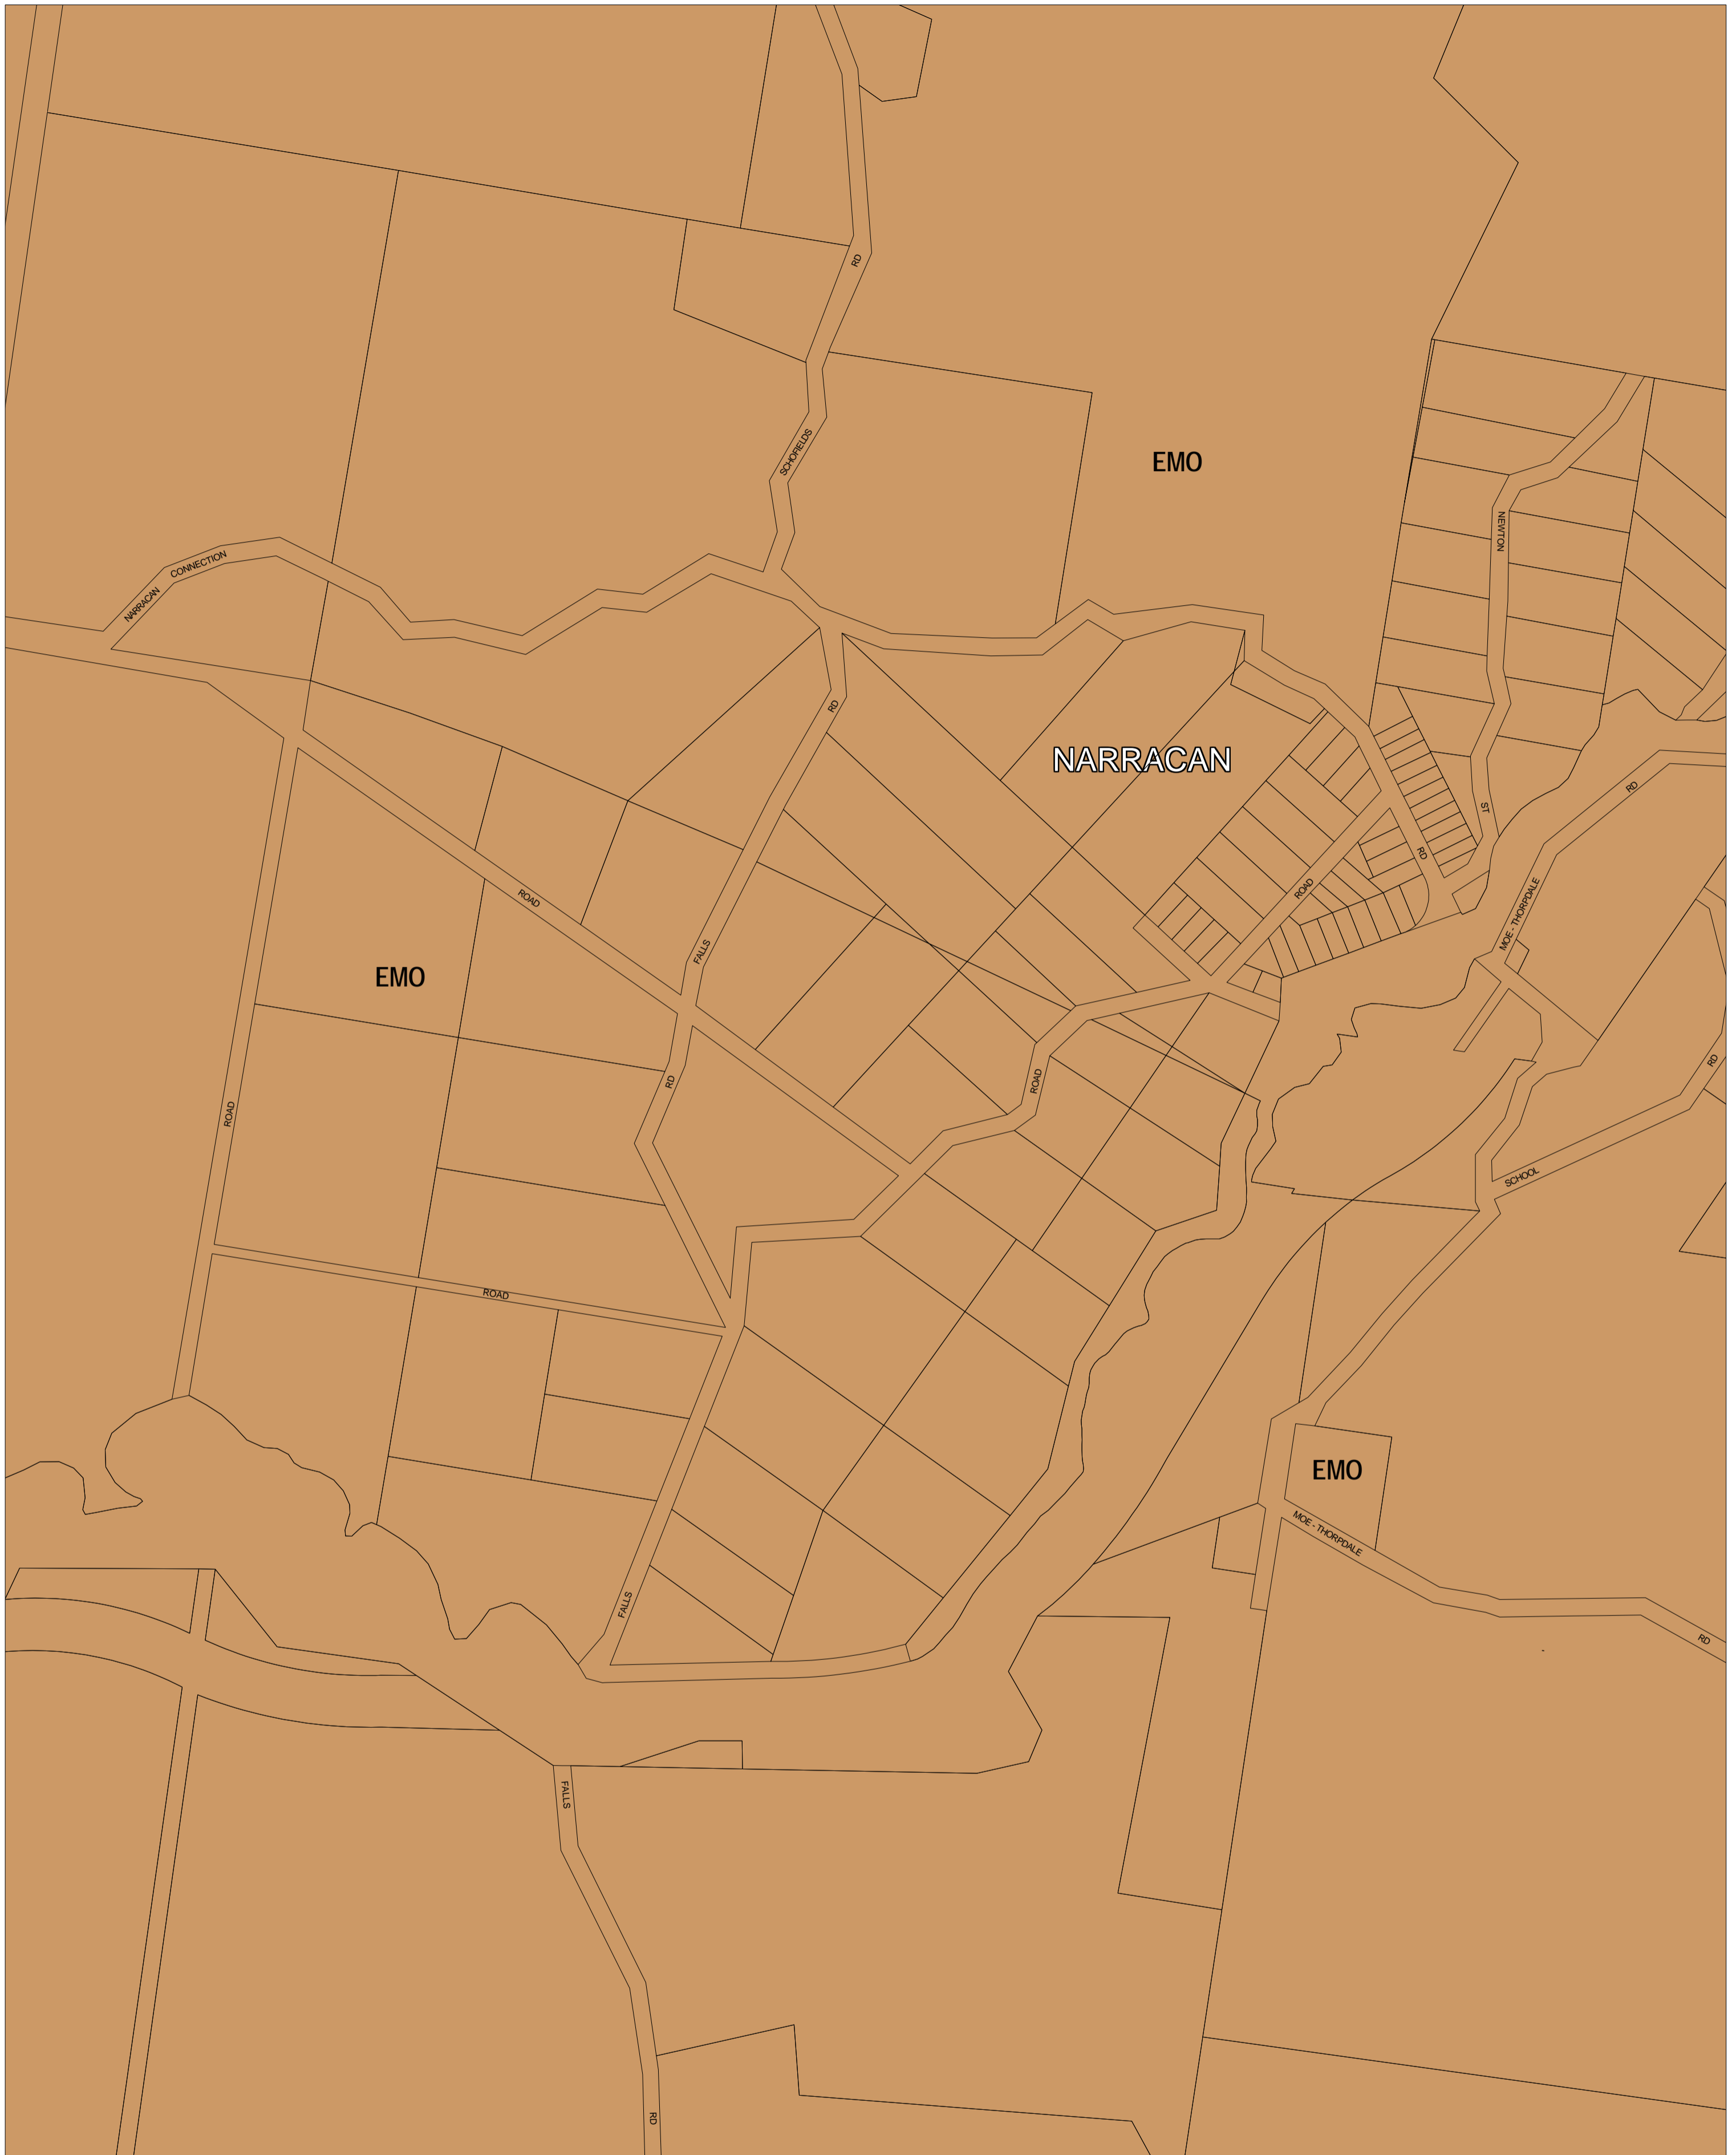 RD
SCHOFIELDS
EMO
NEWTON
CONNECTION
NARRACAN
RD
NARRACAN
RD
ST
RD
ROAD
ROAD
MOE - THORPDALE
FALLS
EMO
RD
RD
ROAD
ROAD
SCHOOL
ROAD
EMO
MOE - THORPDALE
FALLS
RD
FALLS
RD